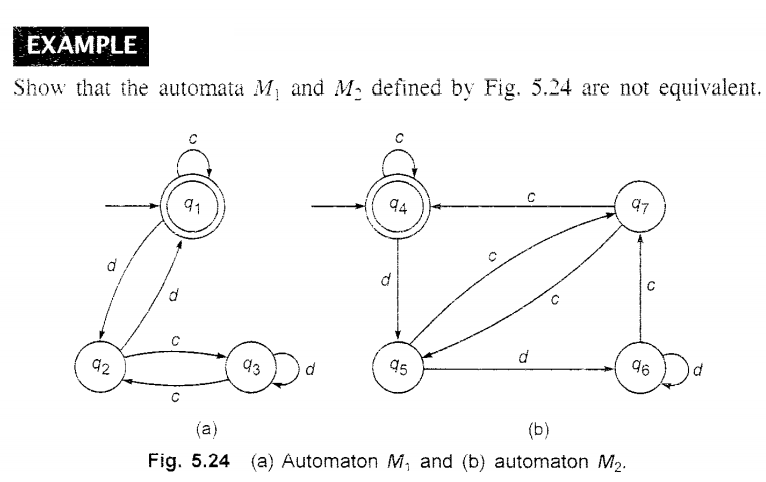 EXAMPLE
Show that the automata M₁ and M₂ defined by Fig. 5.24 are not equivalent.
c
c
q₁
q₄
c
q₇
d
d
d
c
c
c
c
d
q₂
q₃
d
q₅
q₆
d
c
(a)
(b)
Fig. 5.24 (a) Automaton M₁ and (b) automaton M₂.